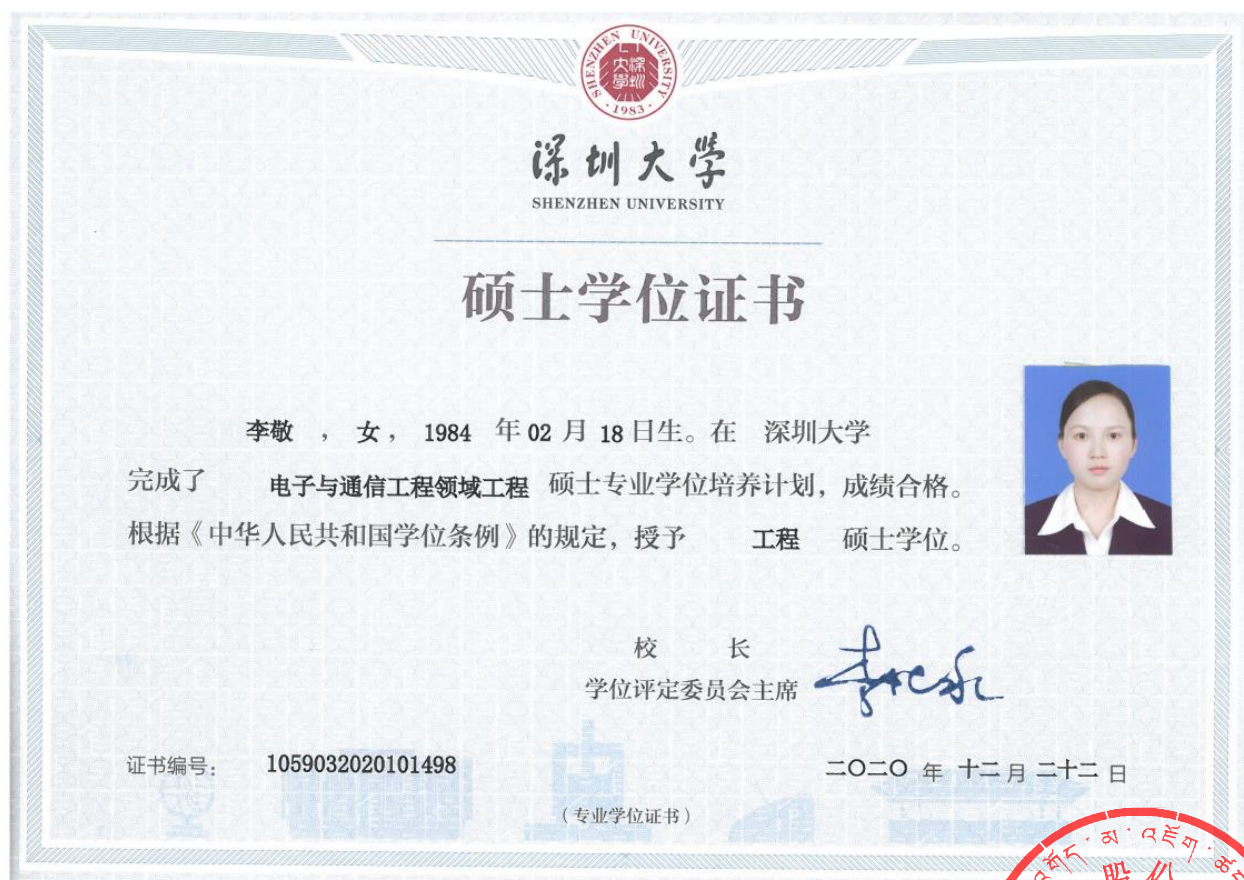 SHENZHEN UNIVERSITY
深圳
大學
·1983·
深圳大学
SHENZHEN UNIVERSITY
硕士学位证书
李敬 ， 女 ， 1984 年 02 月 18 日生。在 深圳大学
完成了 电子与通信工程领域工程 硕士专业学位培养计划，成绩合格。
根据《中华人民共和国学位条例》的规定，授予 工程 硕士学位。
校 长
学位评定委员会主席
证书编号： 1059032020101498
二〇二〇 年 十二 月 二十二 日
（专业学位证书）